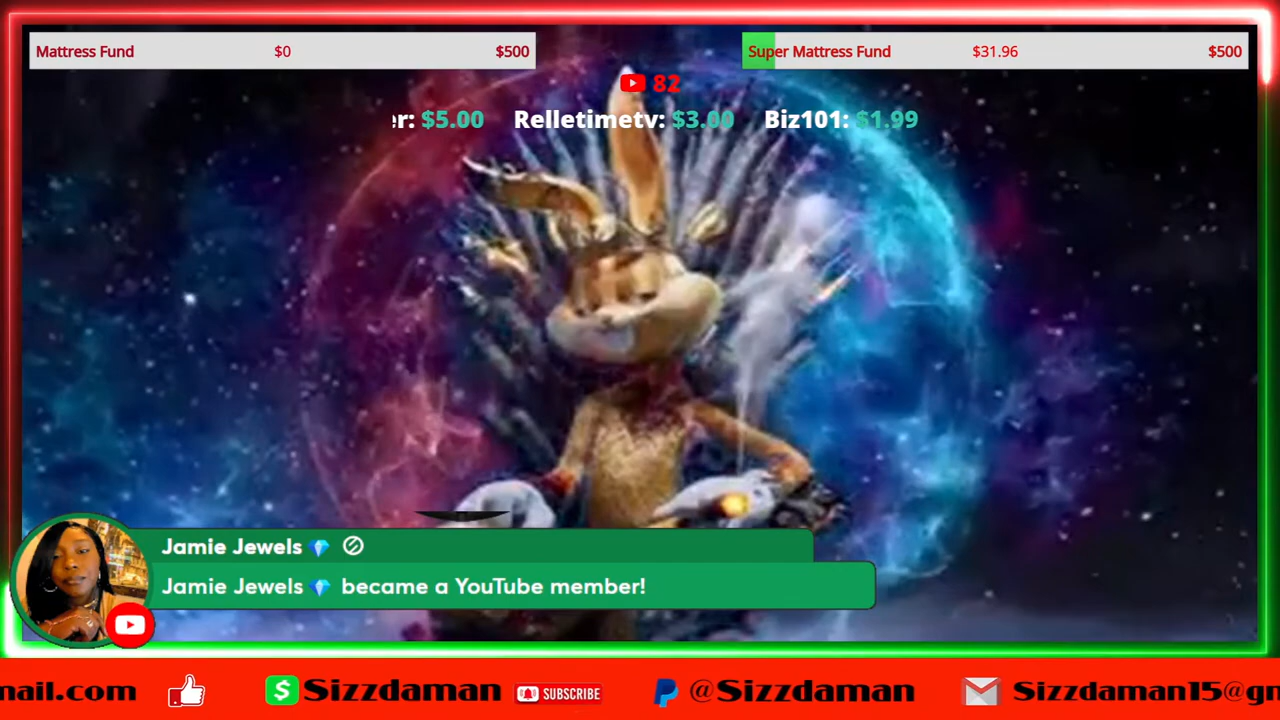 Mattress Fund $0 $500
Super Mattress Fund $31.96 $500
82
er: $5.00 Relletimetv: $3.00 Biz101: $1.99
Jamie Jewels
Jamie Jewels became a YouTube member!
mail.com $ Sizzdaman SUBSCRIBE @Sizzdaman Sizzdaman15@gm